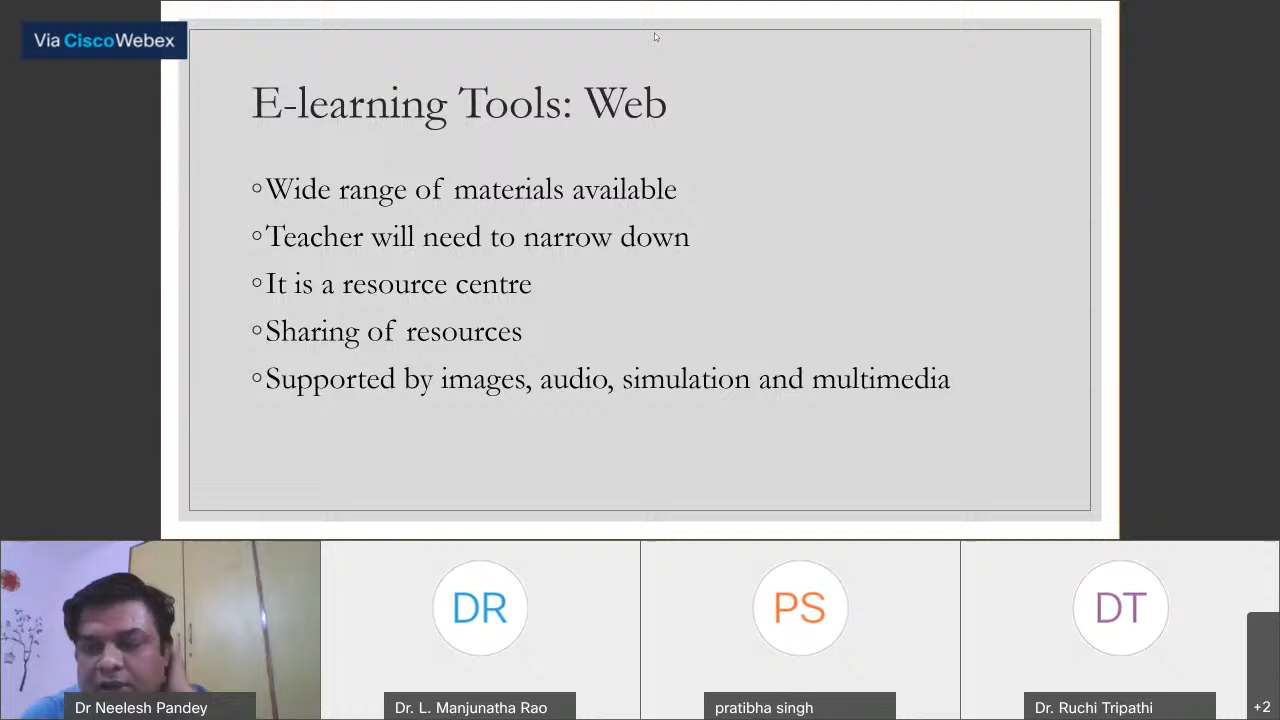 Via CiscoWebex
E-learning Tools: Web
◦Wide range of materials available
◦Teacher will need to narrow down
◦It is a resource centre
◦Sharing of resources
◦Supported by images, audio, simulation and multimedia
DR
PS
DT
Dr Neelesh Pandey
Dr. L. Manjunatha Rao
pratibha singh
Dr. Ruchi Tripathi
+2